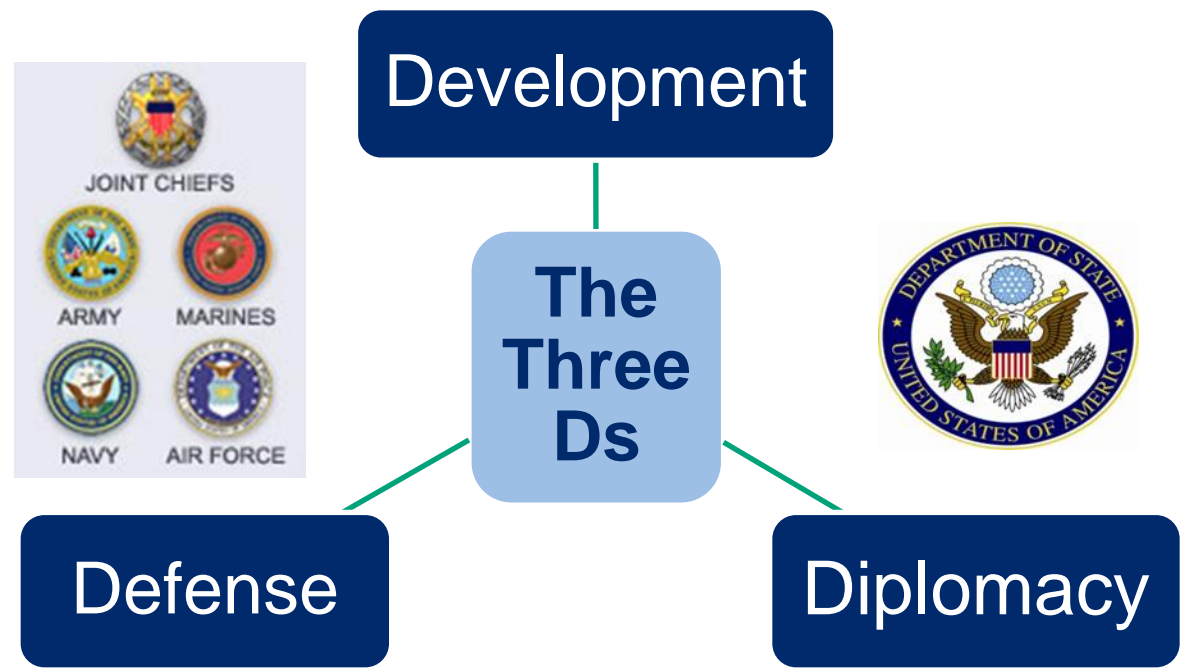 Development
JOINT CHIEFS
ARMY MARINES
NAVY AIR FORCE
The
Three
Ds
DEPARTMENT OF STATE
UNITED STATES OF AMERICA
Defense
Diplomacy